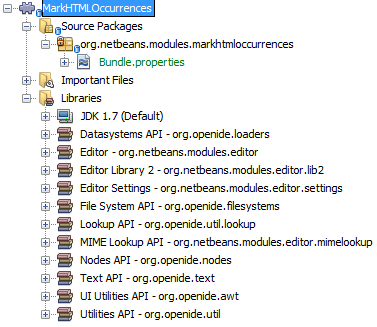 MarkHTMLOccurrences
Source Packages
org.netbeans.modules.markhtmloccurrences
Bundle.properties
Important Files
Libraries
JDK 1.7 (Default)
Datasystems API - org.openide.loaders
Editor - org.netbeans.modules.editor
Editor Library 2 - org.netbeans.modules.editor.lib2
Editor Settings - org.netbeans.modules.editor.settings
File System API - org.openide.filesystems
Lookup API - org.openide.util.lookup
MIME Lookup API - org.netbeans.modules.editor.mimelookup
Nodes API - org.openide.nodes
Text API - org.openide.text
UI Utilities API - org.openide.awt
Utilities API - org.openide.util